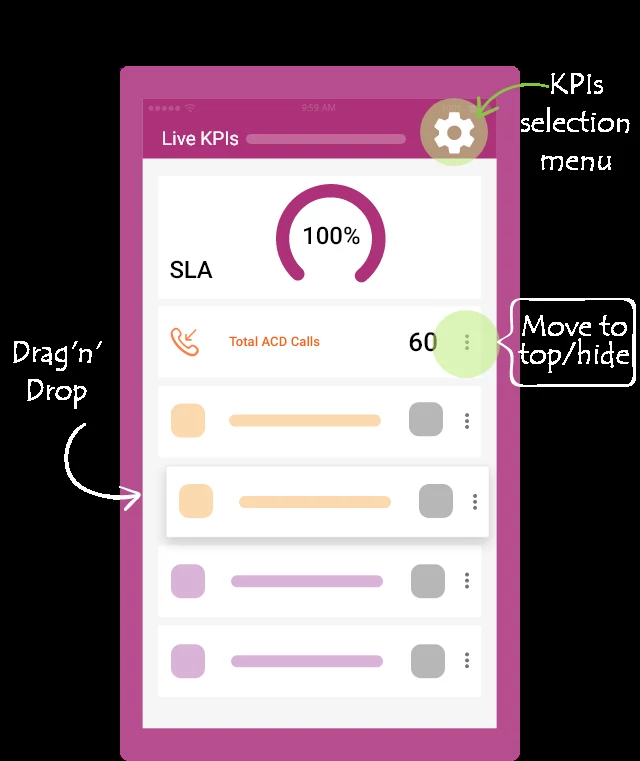 9:59 AM
KPIs
selection
menu
Live KPIs
100%
SLA
Total ACD Calls
60
Move to
top/hide
Drag'n'
Drop